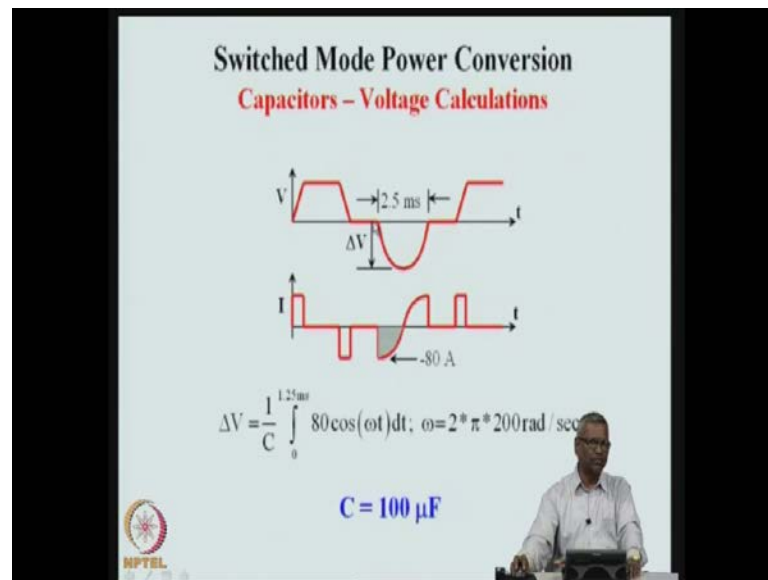 Switched Mode Power Conversion
Capacitors – Voltage Calculations
V
2.5 ms
t
ΔV
I
t
-80 A
ΔV = 1/C ∫₀^1.25ms 80cos(ωt)dt; ω=2*π*200rad/sec
C = 100 μF
NPTEL